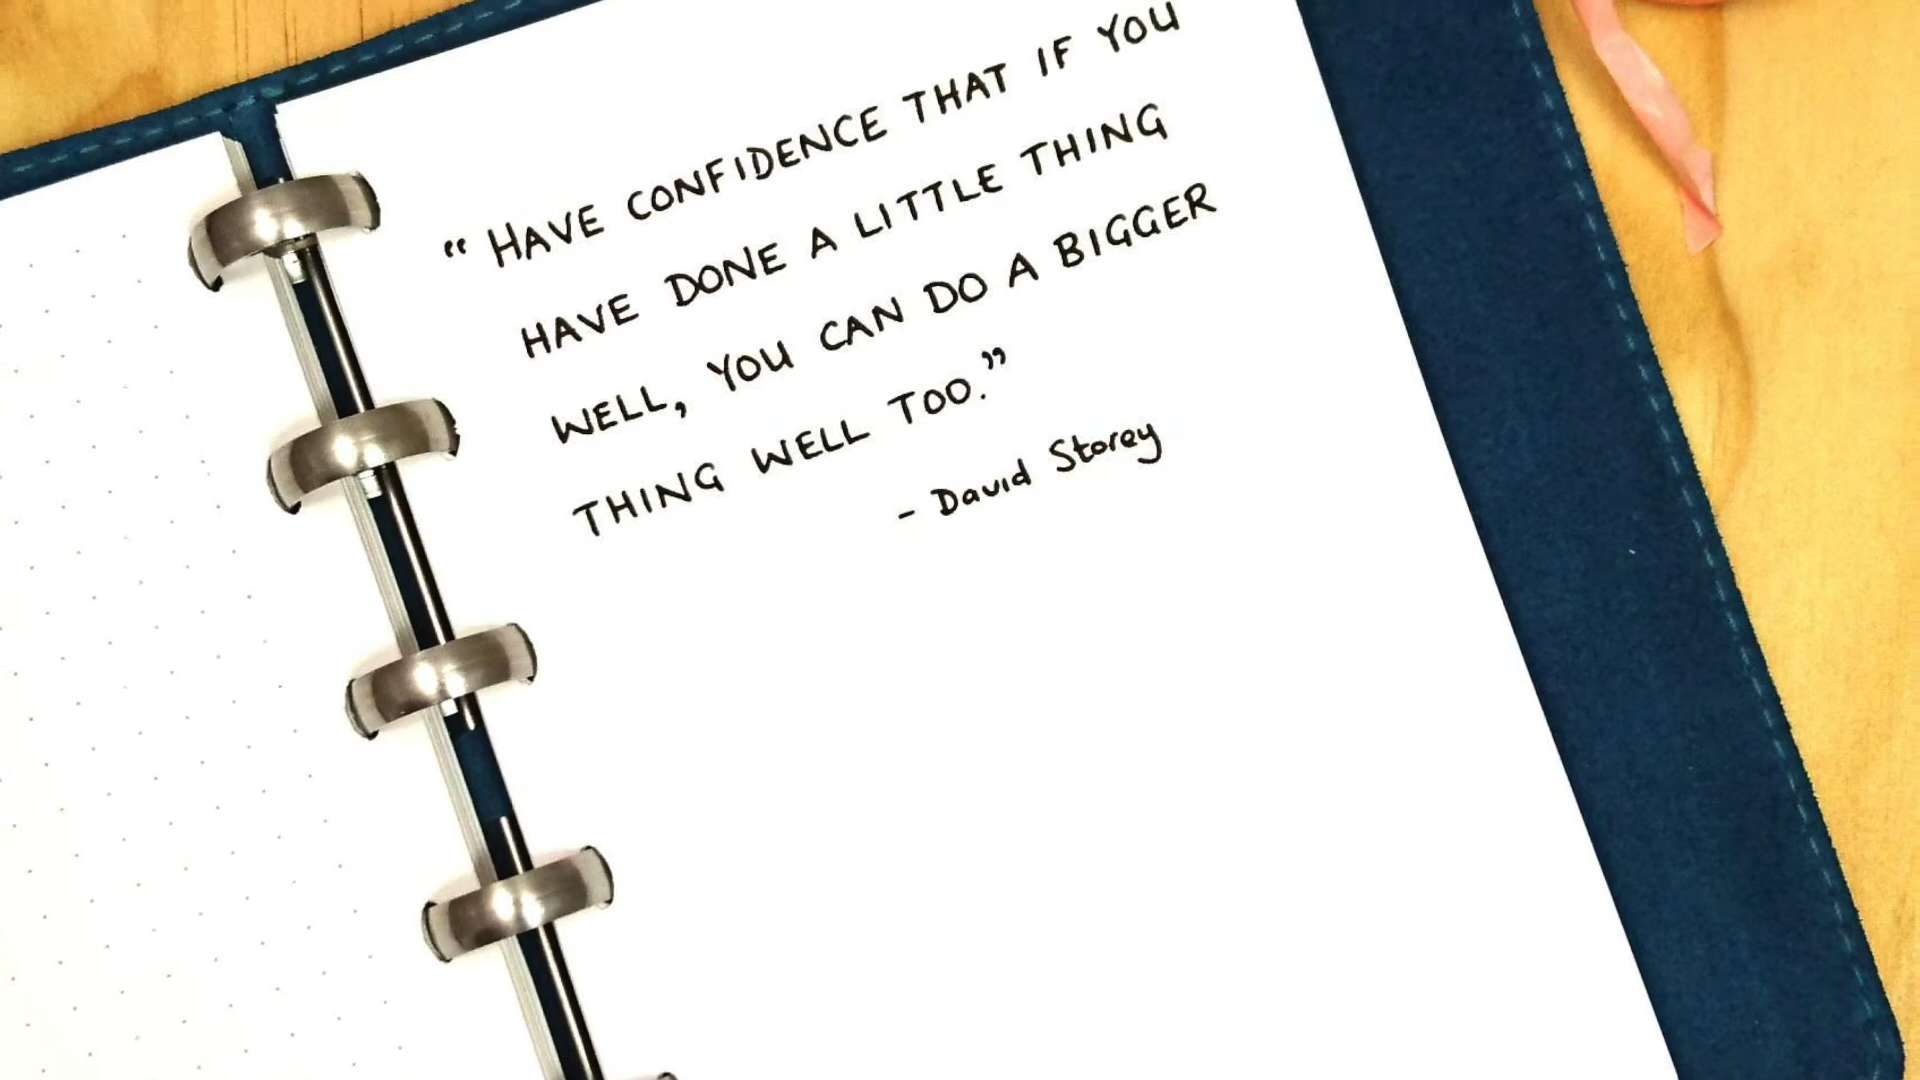 “ HAVE CONFIDENCE THAT IF YOU
HAVE DONE A LITTLE THING
WELL, YOU CAN DO A BIGGER
THING WELL TOO.”
- David Storey